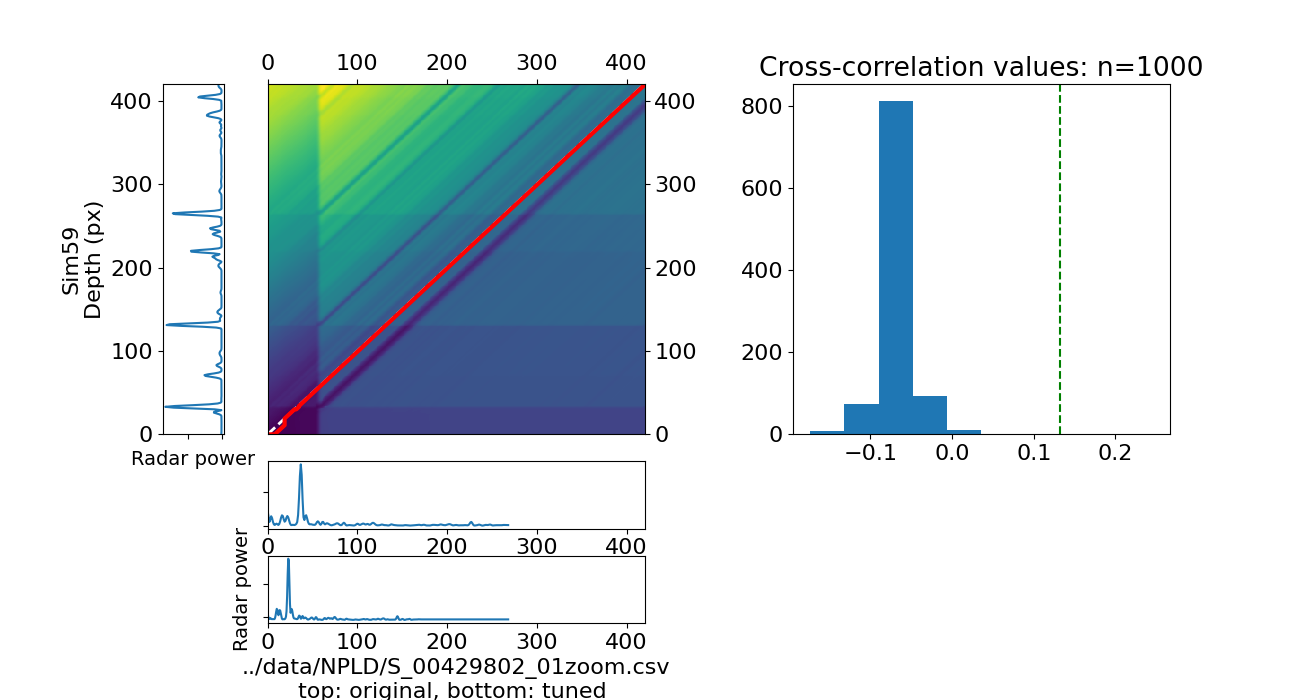 0 100 200 300 400
Cross-correlation values: n=1000
400
300
200
100
0
Sim59
Depth (px)
Radar power
400
300
200
100
0
800
600
400
200
0
−0.1 0.0 0.1 0.2
0 100 200 300 400
Radar power
0 100 200 300 400
../data/NPLD/S_00429802_01zoom.csv
top: original, bottom: tuned